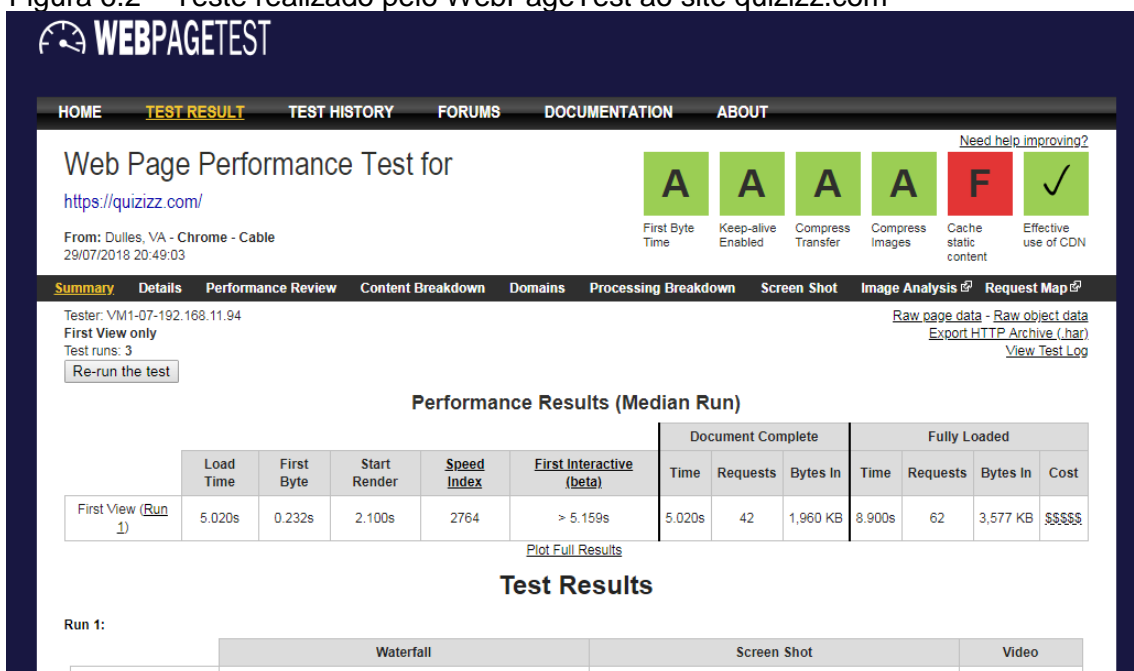 Figura 6.2 – Teste realizado pelo WebPageTest ao site quizizz.com
WEBPAGETEST
HOME TEST RESULT TEST HISTORY FORUMS DOCUMENTATION ABOUT
Need help improving?
Web Page Performance Test for
https://quizizz.com/
From: Dulles, VA - Chrome - Cable
29/07/2018 20:49:03
A A A A F ✓
First Byte Time
Keep-alive Enabled
Compress Transfer
Compress Images
Cache static content
Effective use of CDN
Summary Details Performance Review Content Breakdown Domains Processing Breakdown Screen Shot Image Analysis Request Map
Tester: VM1-07-192.168.11.94
First View only
Test runs: 3
Re-run the test
Raw page data - Raw object data
Export HTTP Archive (.har)
View Test Log
Performance Results (Median Run)
Document Complete Fully Loaded
Load Time First Byte Start Render Speed Index First Interactive (beta) Time Requests Bytes In Time Requests Bytes In Cost
First View (Run 1) 5.020s 0.232s 2.100s 2764 > 5.159s 5.020s 42 1,960 KB 8.900s 62 3,577 KB $$$$$
Plot Full Results
Test Results
Run 1:
Waterfall Screen Shot Video